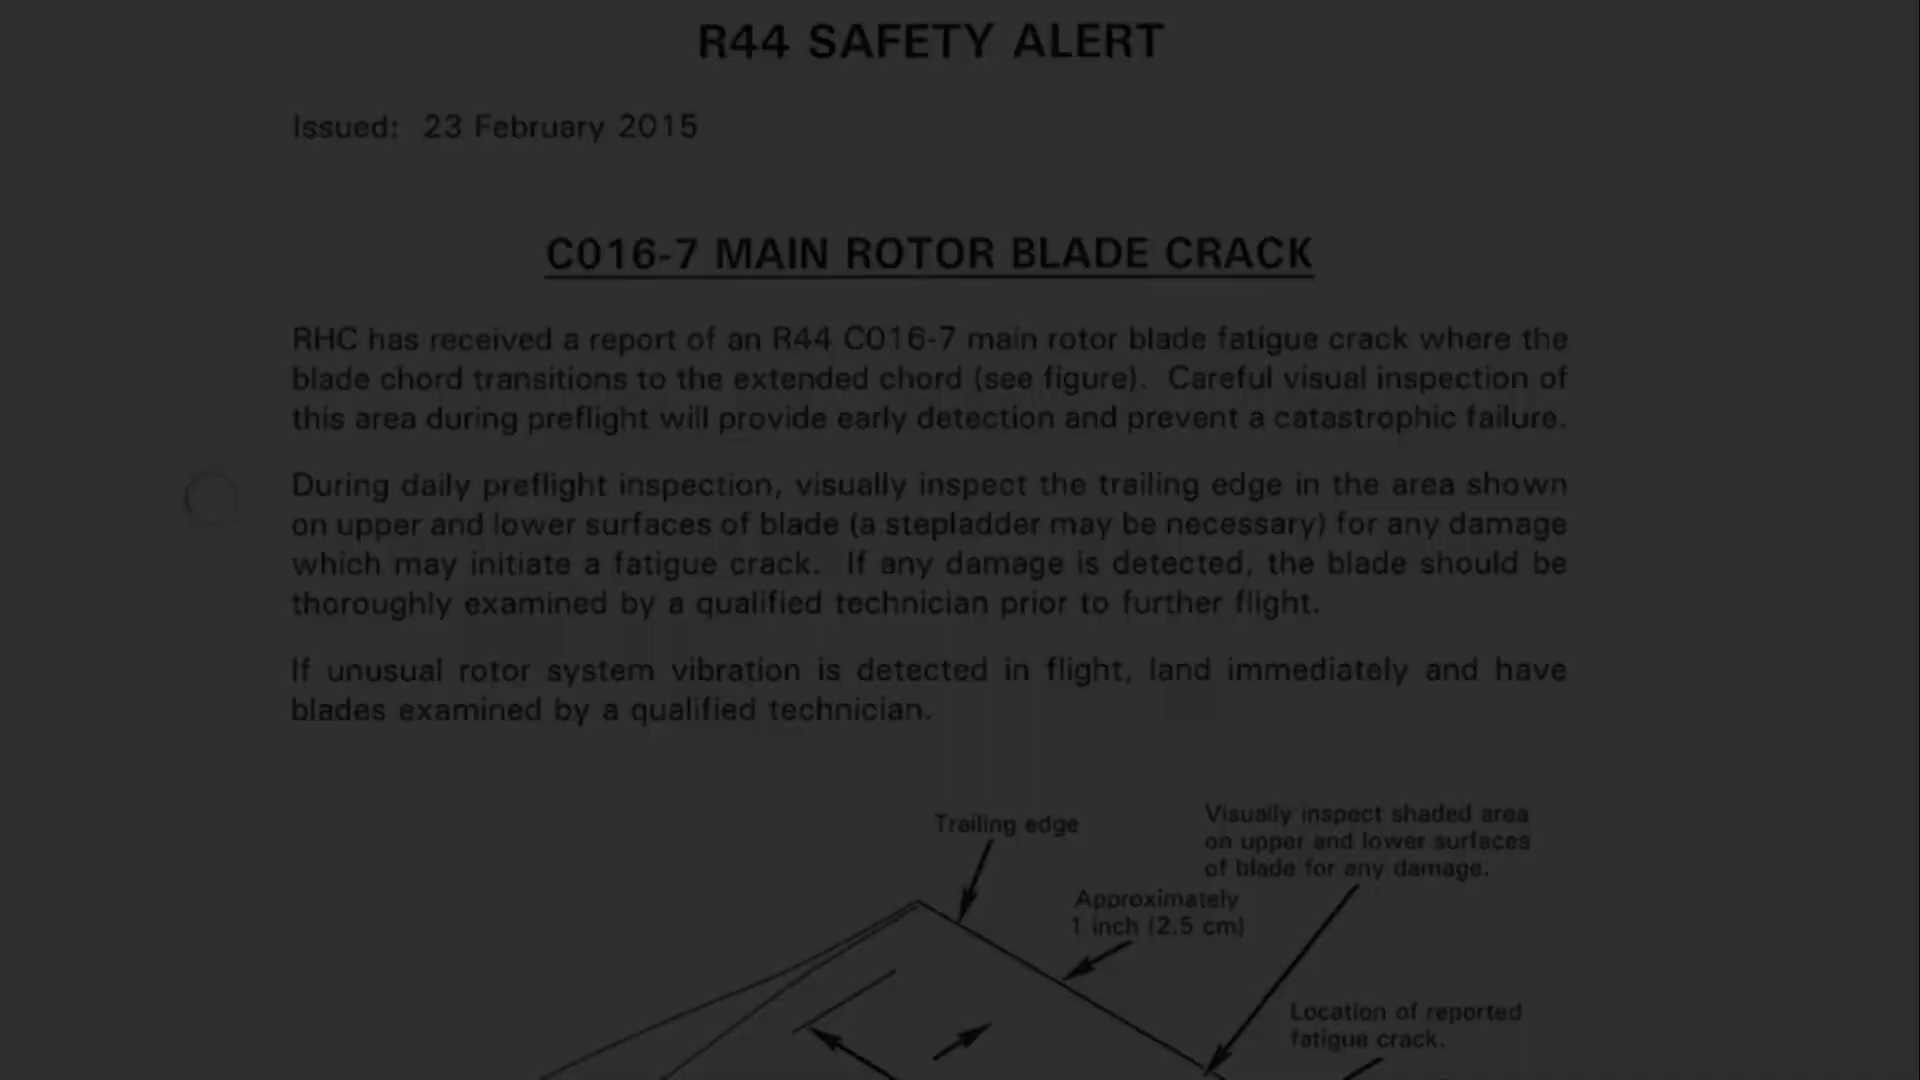 R44 SAFETY ALERT
Issued: 23 February 2015
C016-7 MAIN ROTOR BLADE CRACK
RHC has received a report of an R44 C016-7 main rotor blade fatigue crack where the
blade chord transitions to the extended chord (see figure). Careful visual inspection of
this area during preflight will provide early detection and prevent a catastrophic failure.
During daily preflight inspection, visually inspect the trailing edge in the area shown
on upper and lower surfaces of blade (a stepladder may be necessary) for any damage
which may initiate a fatigue crack. If any damage is detected, the blade should be
thoroughly examined by a qualified technician prior to further flight.
If unusual rotor system vibration is detected in flight, land immediately and have
blades examined by a qualified technician.
Trailing edge
Visually inspect shaded area
on upper and lower surfaces
of blade for any damage.
Approximately
1 inch (2.5 cm)
Location of reported
fatigue crack.